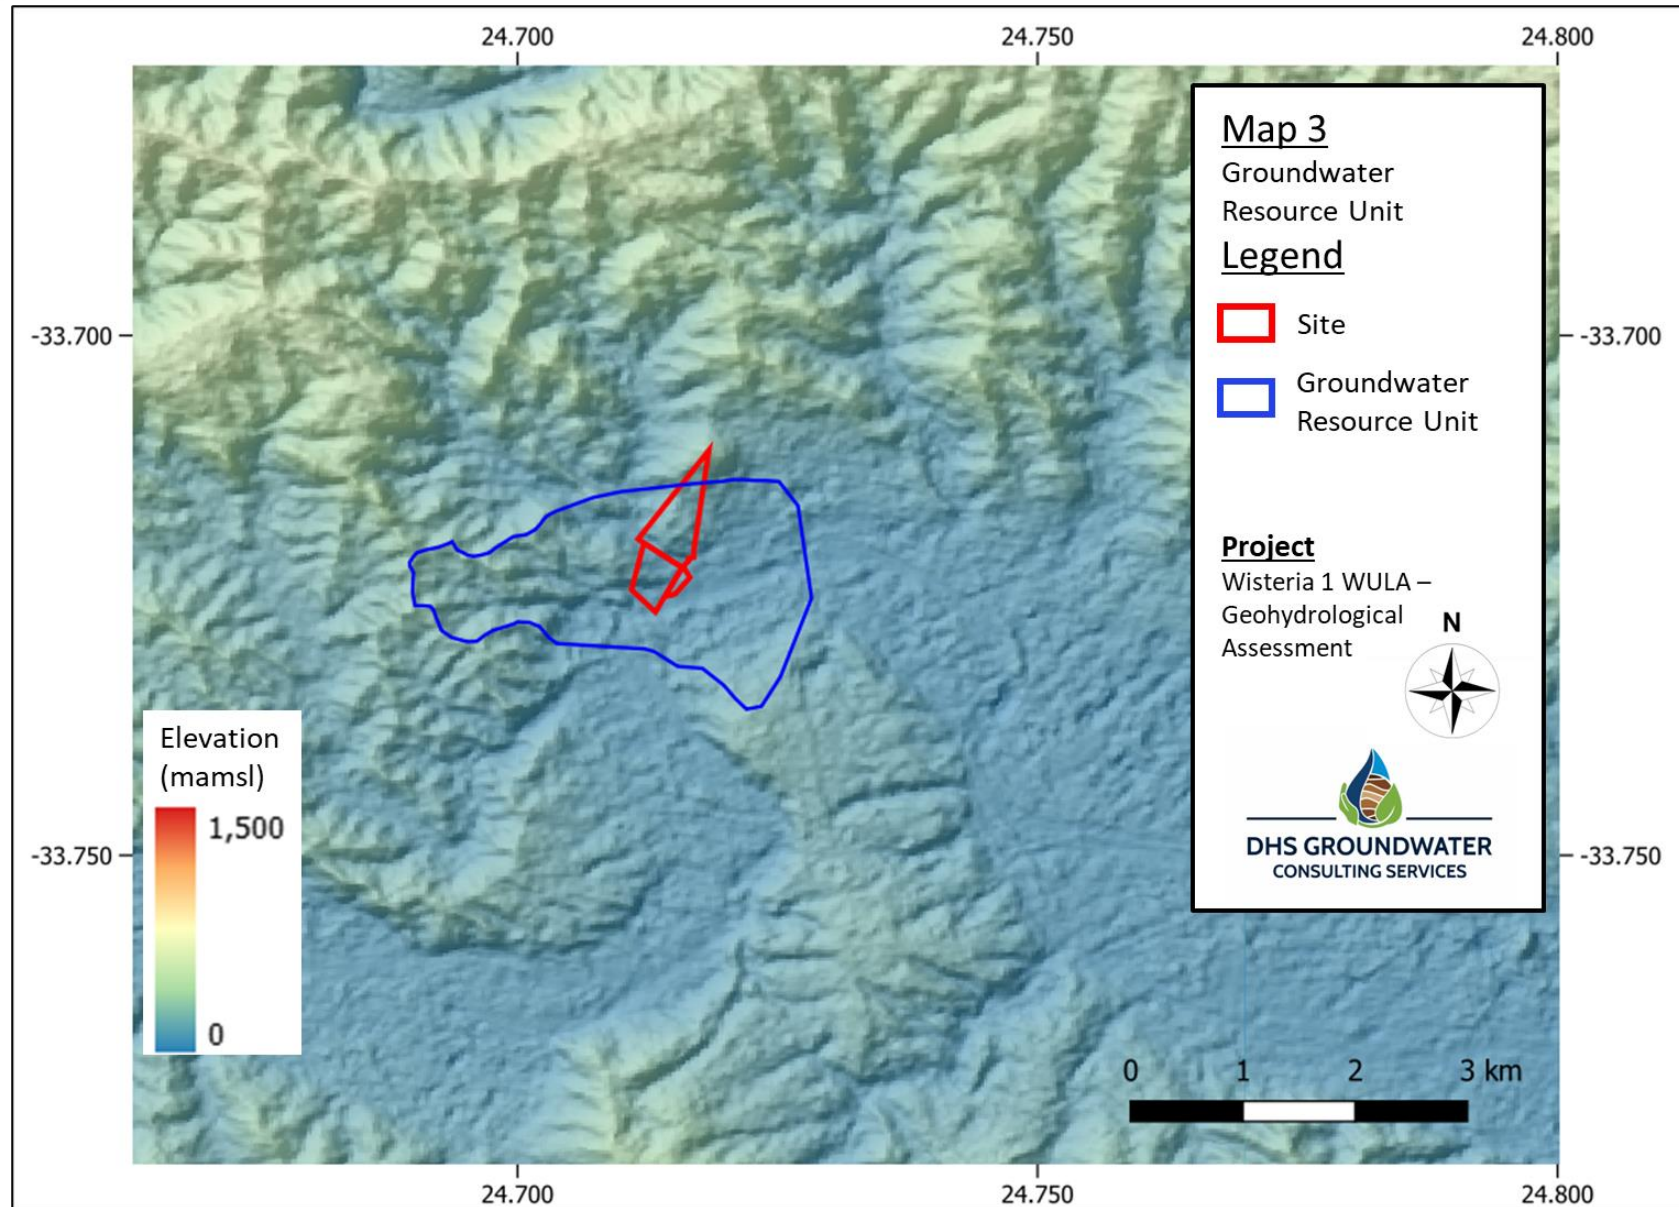 24.700 24.750 24.800
Map 3
Groundwater
Resource Unit
Legend
-33.700 -33.700
Site
Groundwater
Resource Unit
Project
Wisteria 1 WULA –
Geohydrological
Assessment
N
Elevation
(mamsl)
1,500
0
DHS GROUNDWATER
CONSULTING SERVICES
-33.750 -33.750
0 1 2 3 km
24.700 24.750 24.800